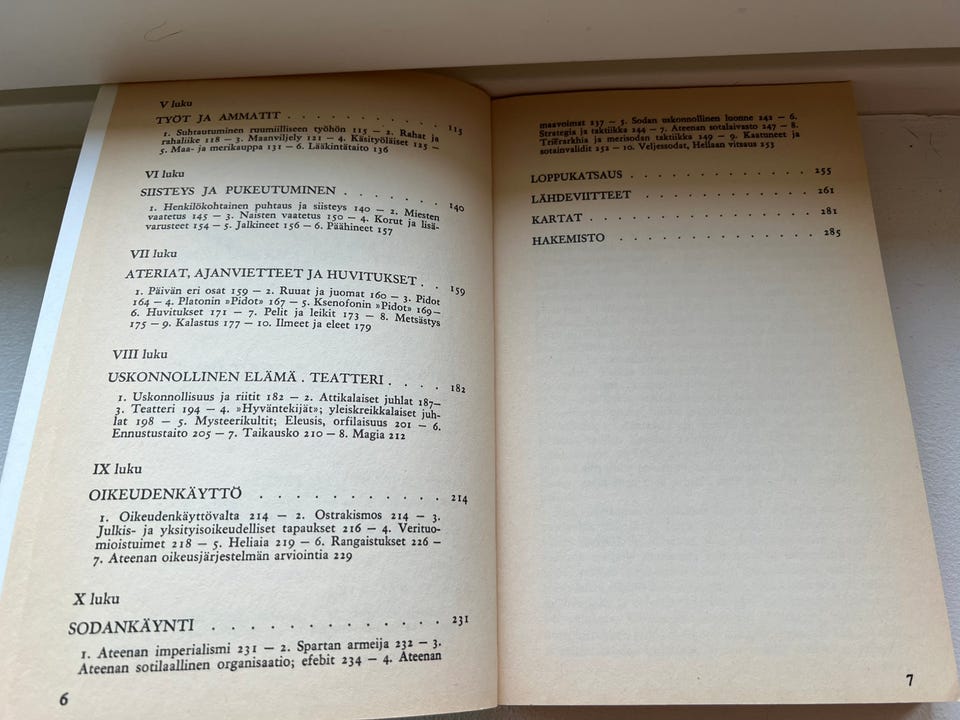 V luku
TYÖT JA AMMATIT . . . . . . . . . . . 115
1. Suhtautuminen ruumiilliseen työhön 115 — 2. Rahat ja
rahaliike 118 — 3. Maanviljely 121 — 4. Käsityöläiset 125 —
5. Maa- ja merikauppa 131 — 6. Lääkintätaito 136
VI luku
SIISTEYS JA PUKEUTUMINEN . . . . . . 140
1. Henkilökohtainen puhtaus ja siisteys 140 — 2. Miesten
vaatetus 145 — 3. Naisten vaatetus 150 — 4. Korut ja lisä-
varusteet 154 — 5. Jalkineet 156 — 6. Päähineet 157
VII luku
ATERIAT, AJANVIETTEET JA HUVITUKSET . . . 159
1. Päivän eri osat 159 — 2. Ruuat ja juomat 160 — 3. Pidot
164 — 4. Platonin »Pidot» 167 — 5. Ksenofonin »Pidot» 169—
6. Huvitukset 171 — 7. Pelit ja leikit 173 — 8. Metsästys
175 — 9. Kalastus 177 — 10. Ilmeet ja eleet 179
VIII luku
USKONNOLLINEN ELÄMÄ . TEATTERI . . . . 182
1. Uskonnollisuus ja riitit 182 — 2. Attikalaiset juhlat 187—
3. Teatteri 194 — 4. »Hyväntekijät»; yleiskreikkalaiset juh-
lat 198 — 5. Mysteerikultit; Eleusis, orfilaisuus 201 — 6.
Ennustustaito 205 — 7. Taikausko 210 — 8. Magia 212
IX luku
OIKEUDENKÄYTTÖ . . . . . . . . . . 214
1. Oikeudenkäyttövalta 214 — 2. Ostrakismos 214 — 3.
Julkis- ja yksityisoikeudelliset tapaukset 216 — 4. Verituo-
mioistuimet 218 — 5. Heliaia 219 — 6. Rangaistukset 226 —
7. Ateenan oikeusjärjestelmän arviointia 229
X luku
SODANKÄYNTI . . . . . . . . . . . . 231
1. Ateenan imperialismi 231 — 2. Spartan armeija 232 — 3.
Ateenan sotilaallinen organisaatio; efebit 234 — 4. Ateenan
6
maavoimat 237 — 5. Sodan uskonnollinen luonne 241 — 6.
Strategia ja taktiikka 244 — 7. Ateenan sotalaivasto 247 — 8.
Triērarkhia ja merisodan taktiikka 249 — 9. Kaatuneet ja
sotainvalidit 252 — 10. Veljessodat, Hellaan vitsaus 253
LOPPUKATSAUS . . . . . . . . . . . . 255
LÄHDEVIITTEET . . . . . . . . . . . . 261
KARTAT . . . . . . . . . . . . . . 281
HAKEMISTO . . . . . . . . . . . . . 285
7